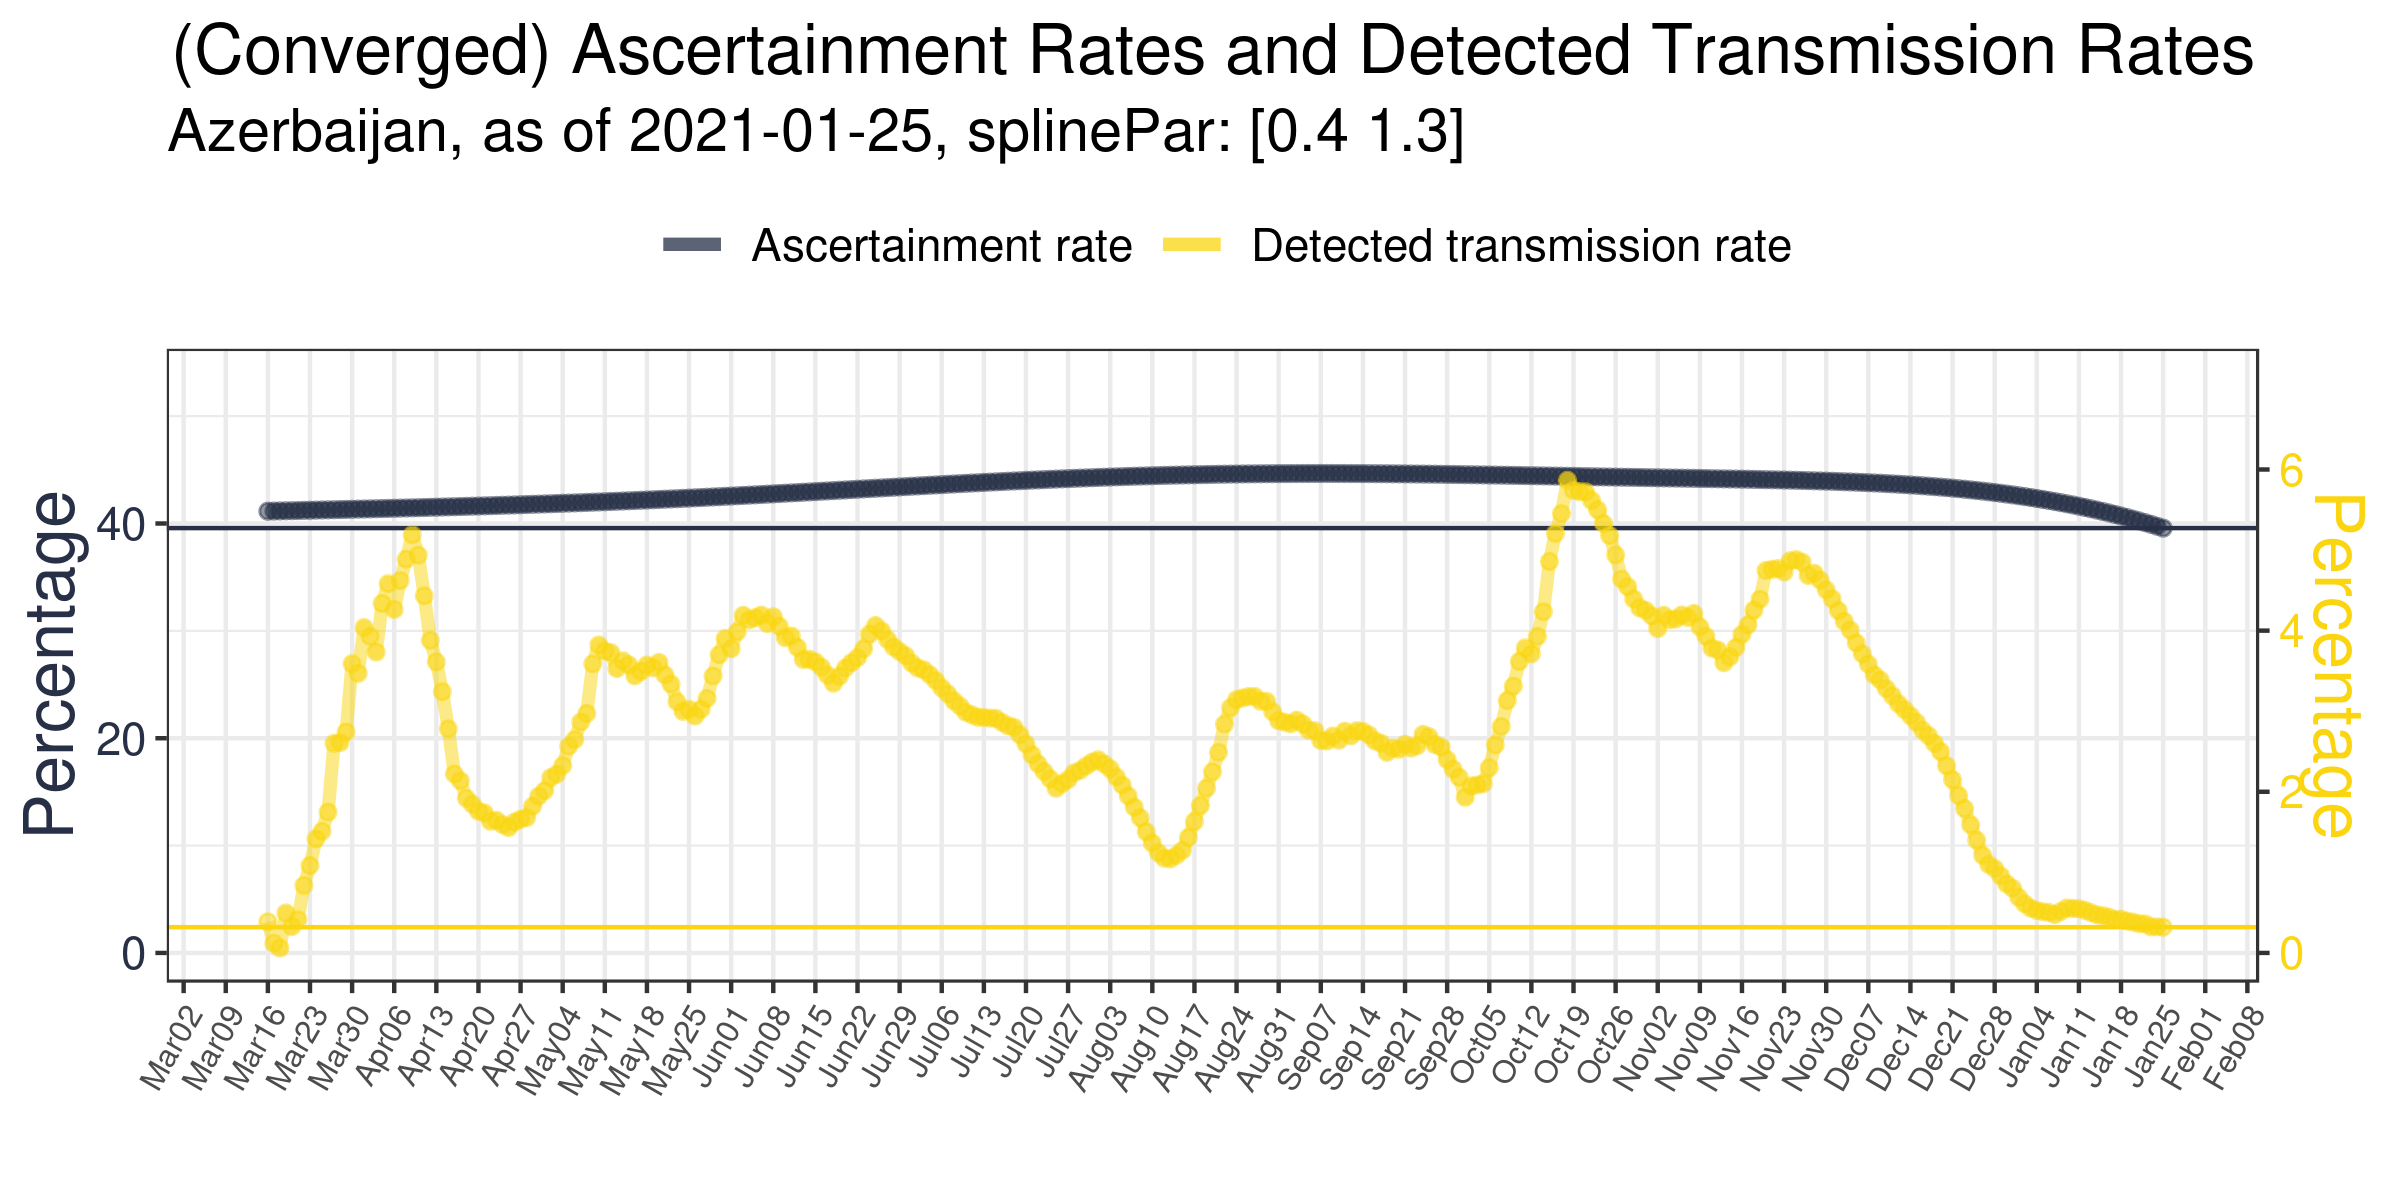 (Converged) Ascertainment Rates and Detected Transmission Rates
Azerbaijan, as of 2021-01-25, splinePar: [0.4 1.3]
Ascertainment rate Detected transmission rate
Percentage
40
20
0
6
4
2
0
Percentage
Mar02 Mar09 Mar16 Mar23 Mar30 Apr06 Apr13 Apr20 Apr27 May04 May11 May18 May25 Jun01 Jun08 Jun15 Jun22 Jun29 Jul06 Jul13 Jul20 Jul27 Aug03 Aug10 Aug17 Aug24 Aug31 Sep07 Sep14 Sep21 Sep28 Oct05 Oct12 Oct19 Oct26 Nov02 Nov09 Nov16 Nov23 Nov30 Dec07 Dec14 Dec21 Dec28 Jan04 Jan11 Jan18 Jan25 Feb01 Feb08